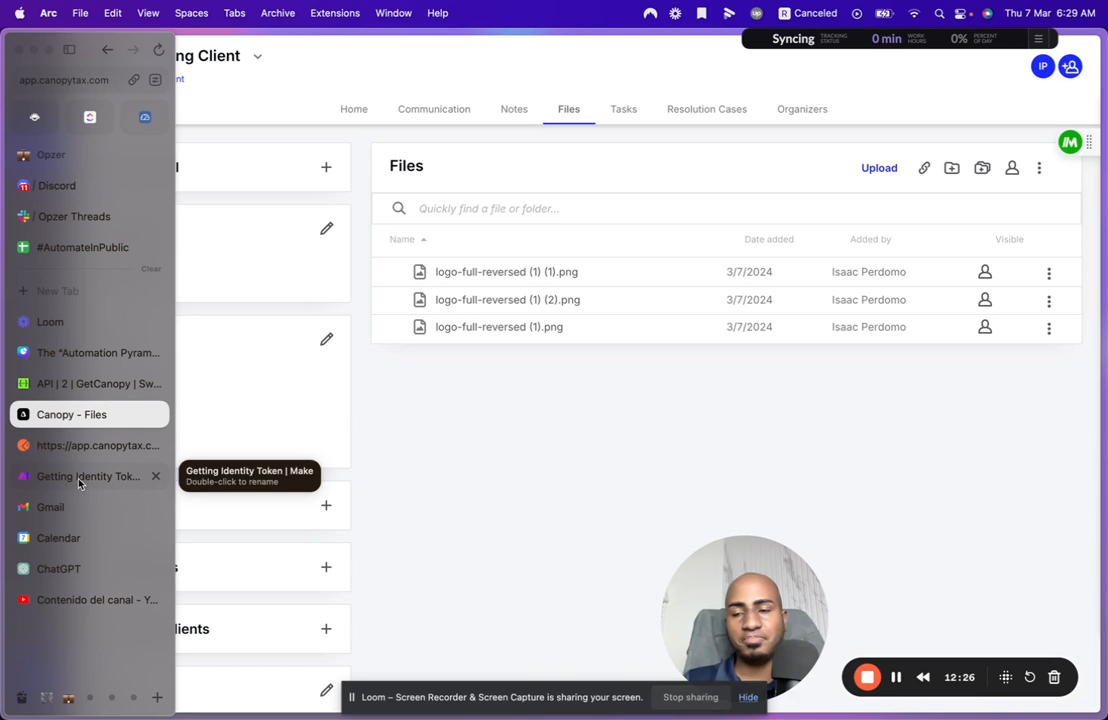 Arc File Edit View Spaces Tabs Archive Extensions Window Help
Canceled
Thu 7 Mar 6:29 AM
Syncing TRACKING STATUS 0 min WORK HOURS 0% PERCENT OF DAY
app.canopytax.com
Opzer
11 / Discord
/ Opzer Threads
#AutomateInPublic
Clear
New Tab
Loom
The "Automation Pyram...
API | 2 | GetCanopy | Sw...
Canopy - Files
https://app.canopytax.c...
Getting Identity Tok...
Gmail
Calendar
ChatGPT
Contenido del canal - Y...
Getting Identity Token | Make
Double-click to rename
ng Client
nt
IP
Home Communication Notes Files Tasks Resolution Cases Organizers
l
s
lients
Files
Upload
Quickly find a file or folder...
Name Date added Added by Visible
logo-full-reversed (1) (1).png 3/7/2024 Isaac Perdomo
logo-full-reversed (1) (2).png 3/7/2024 Isaac Perdomo
logo-full-reversed (1).png 3/7/2024 Isaac Perdomo
Loom – Screen Recorder & Screen Capture is sharing your screen. Stop sharing Hide
12:26